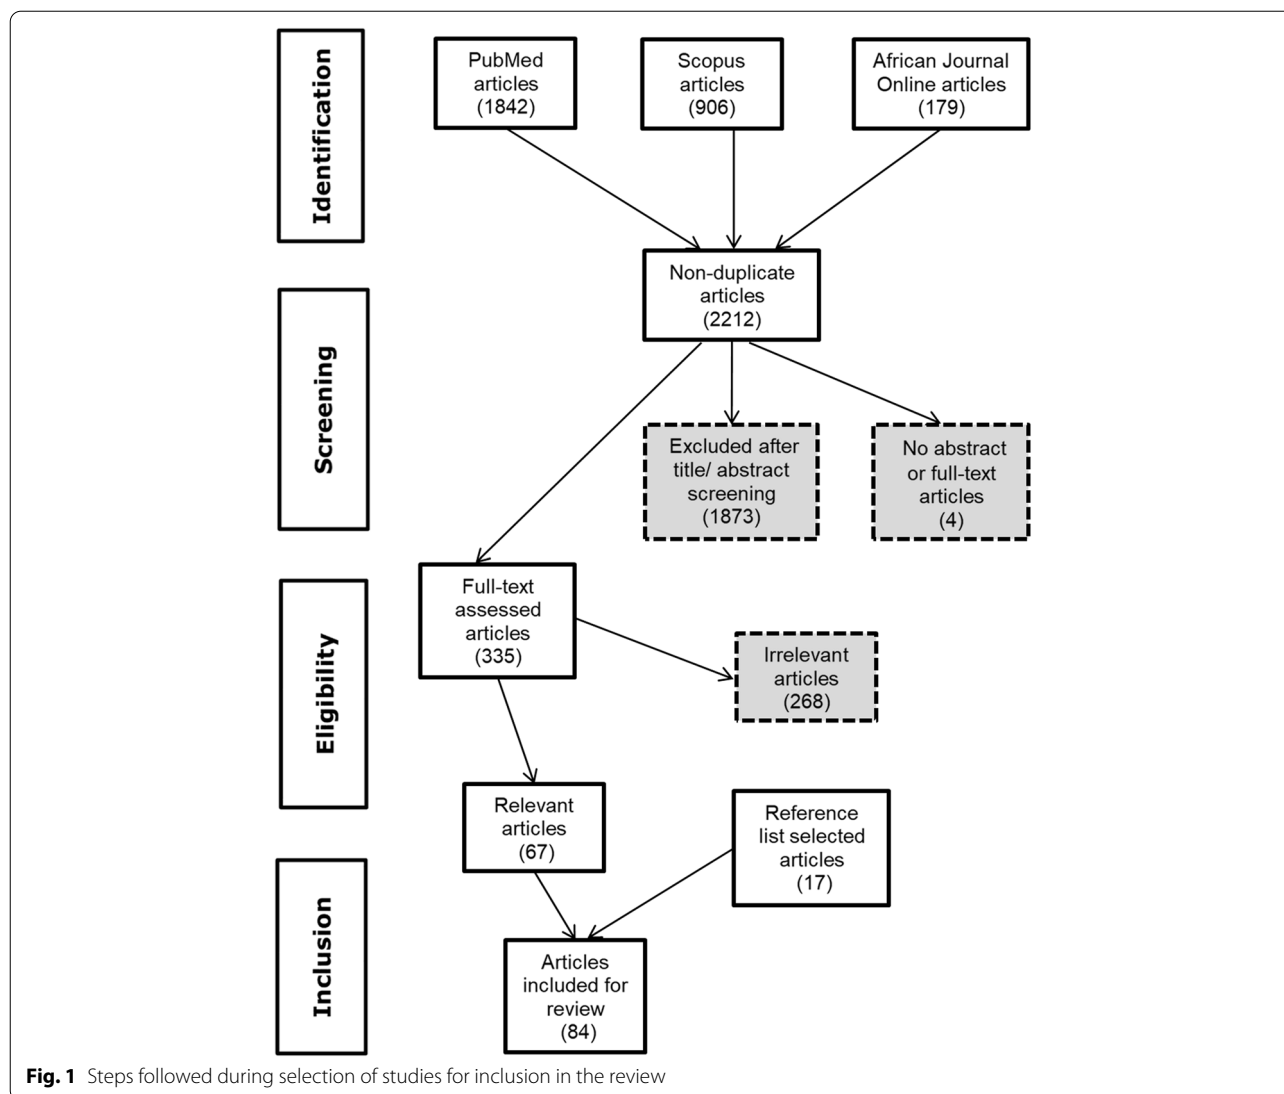 Identification
PubMed
articles
(1842)
Scopus
articles
(906)
African Journal
Online articles
(179)
Non-duplicate
articles
(2212)
Screening
Excluded after
title/ abstract
screening
(1873)
No abstract
or full-text
articles
(4)
Eligibility
Full-text
assessed
articles
(335)
Irrelevant
articles
(268)
Relevant
articles
(67)
Reference
list selected
articles
(17)
Inclusion
Articles
included for
review
(84)
Fig. 1 Steps followed during selection of studies for inclusion in the review